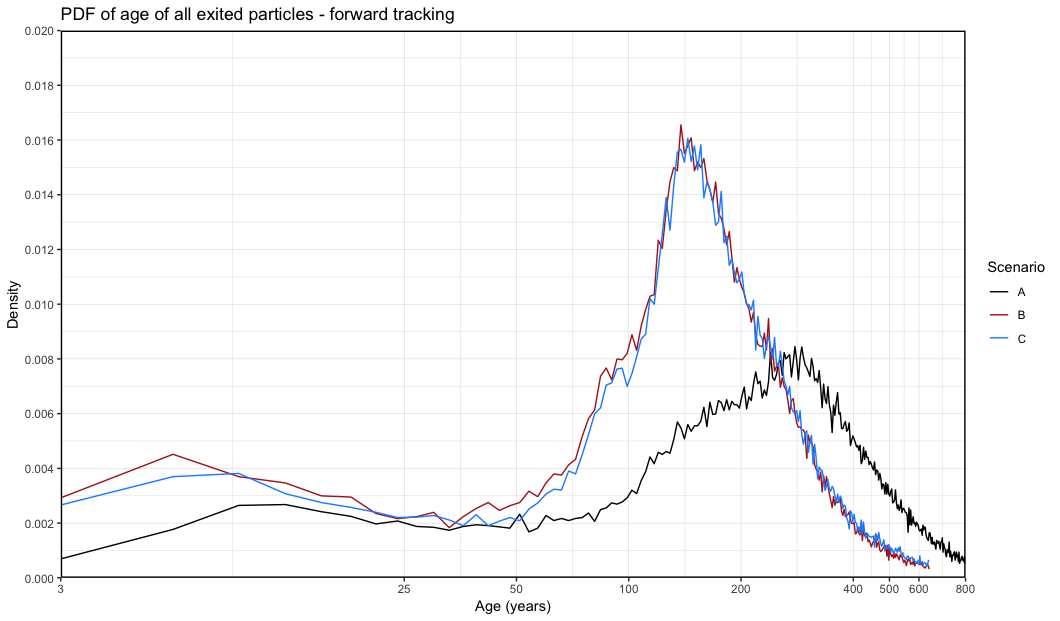 PDF of age of all exited particles - forward tracking
0.020
0.018
0.016
0.014
0.012
0.010
0.008
0.006
0.004
0.002
0.000
Density
3
25
50
100
200
400
500
600
800
Age (years)
Scenario
A
B
C